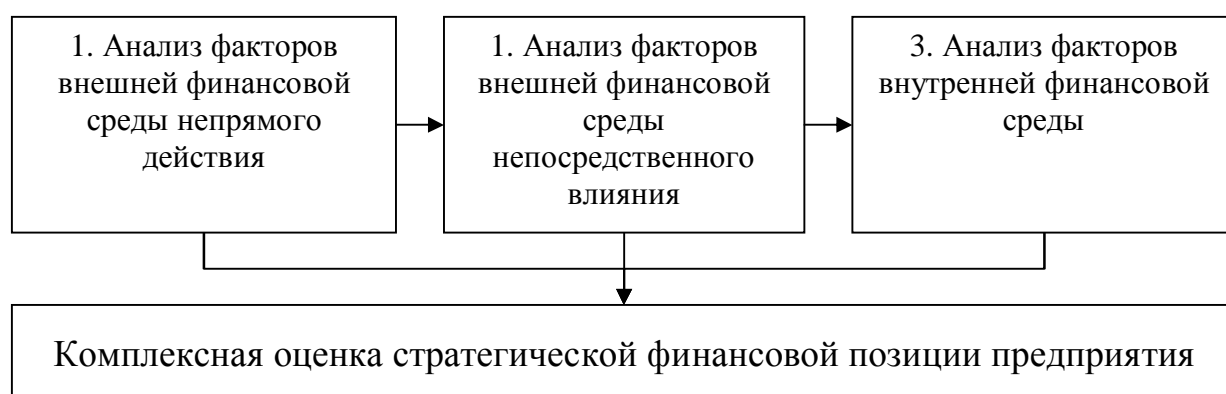 1. Анализ факторов
внешней финансовой
среды непрямого
действия
1. Анализ факторов
внешней финансовой
среды
непосредственного
влияния
3. Анализ факторов
внутренней финансовой
среды
Комплексная оценка стратегической финансовой позиции предприятия